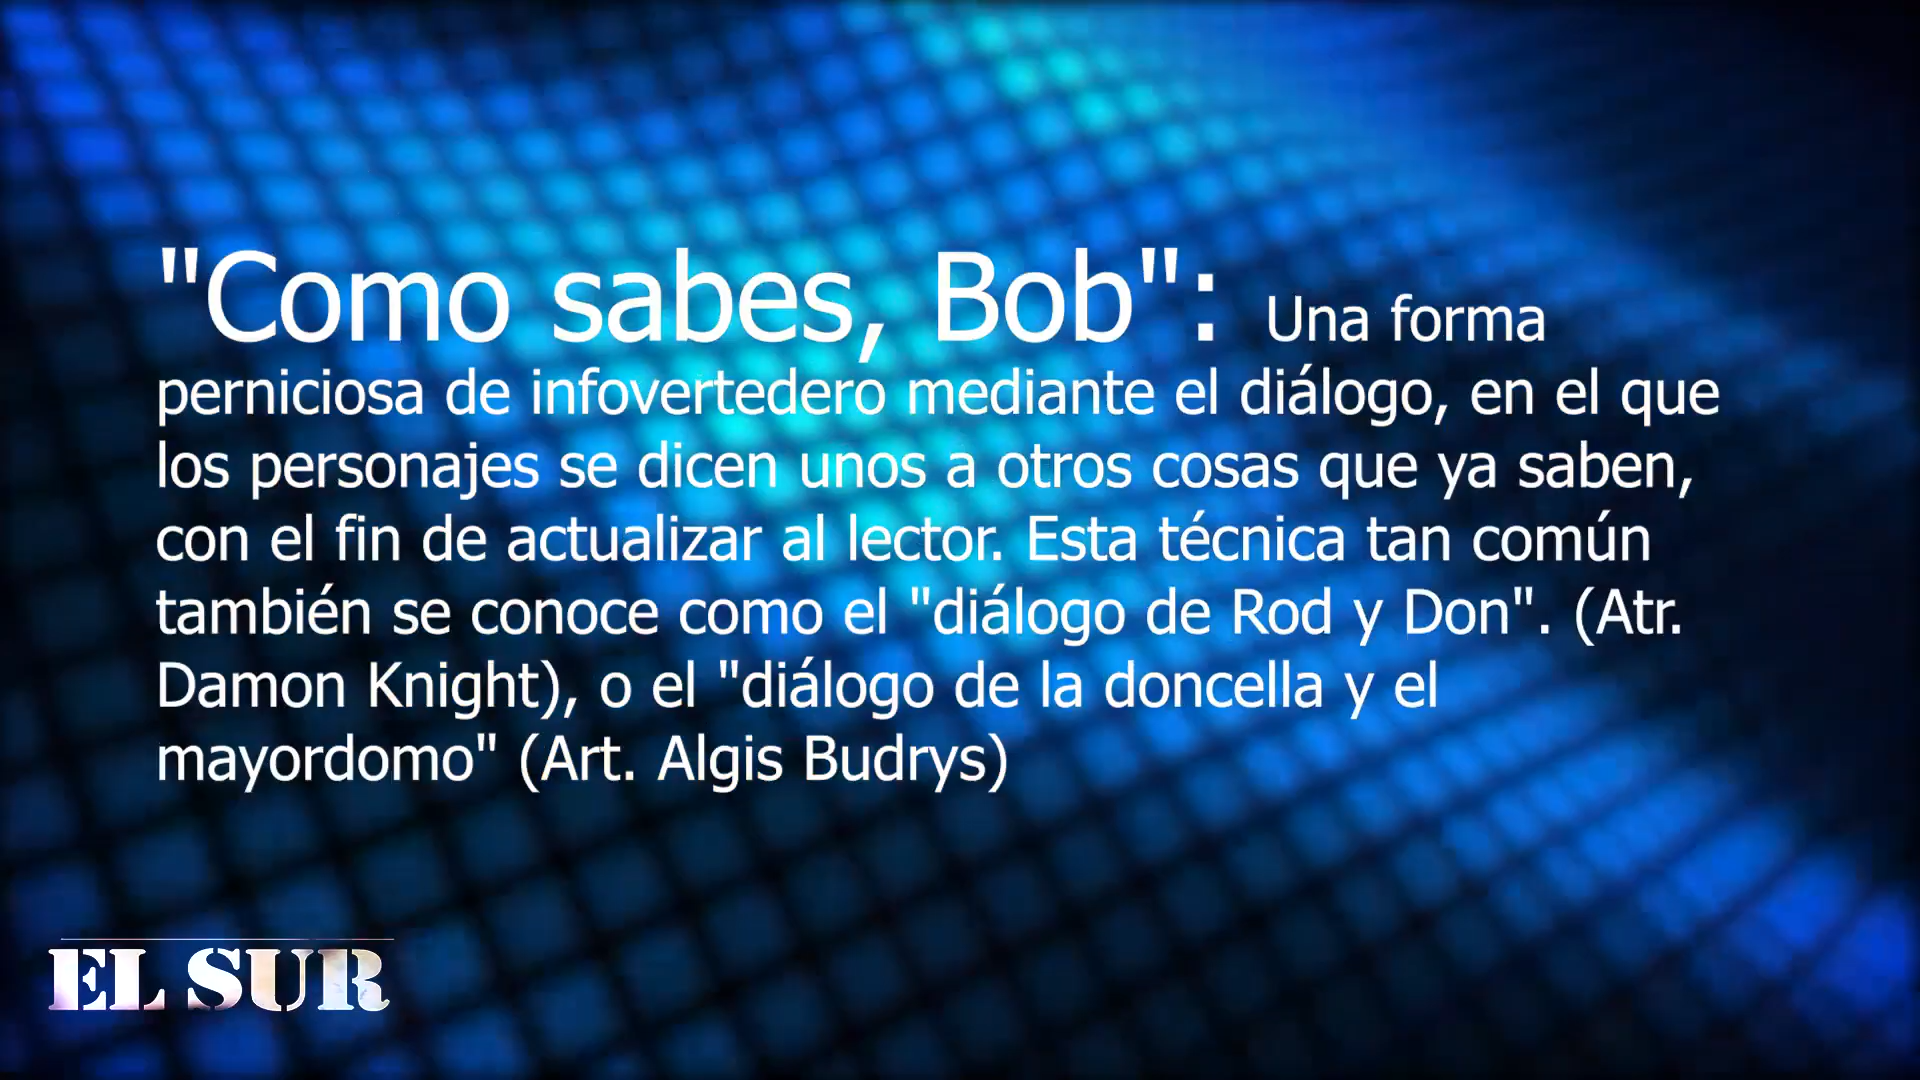 "Como sabes, Bob": Una forma
perniciosa de infovertedero mediante el diálogo, en el que
los personajes se dicen unos a otros cosas que ya saben,
con el fin de actualizar al lector. Esta técnica tan común
también se conoce como el "diálogo de Rod y Don". (Atr.
Damon Knight), o el "diálogo de la doncella y el
mayordomo" (Art. Algis Budrys)
EL SUR